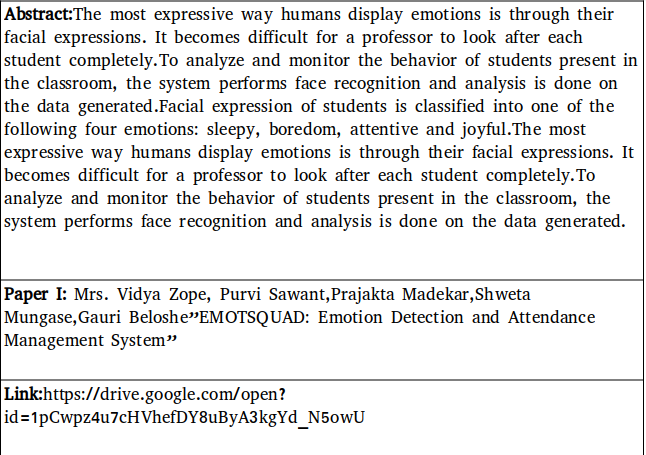 Abstract:The most expressive way humans display emotions is through their
facial expressions. It becomes difficult for a professor to look after each
student completely.To analyze and monitor the behavior of students present in
the classroom, the system performs face recognition and analysis is done on
the data generated.Facial expression of students is classified into one of the
following four emotions: sleepy, boredom, attentive and joyful.The most
expressive way humans display emotions is through their facial expressions. It
becomes difficult for a professor to look after each student completely.To
analyze and monitor the behavior of students present in the classroom, the
system performs face recognition and analysis is done on the data generated.
Paper I: Mrs. Vidya Zope, Purvi Sawant,Prajakta Madekar,Shweta
Mungase,Gauri Beloshe”EMOTSQUAD: Emotion Detection and Attendance
Management System”
Link:https://drive.google.com/open?
id=1pCwpz4u7cHVhefDY8uByA3kgYd_N5owU